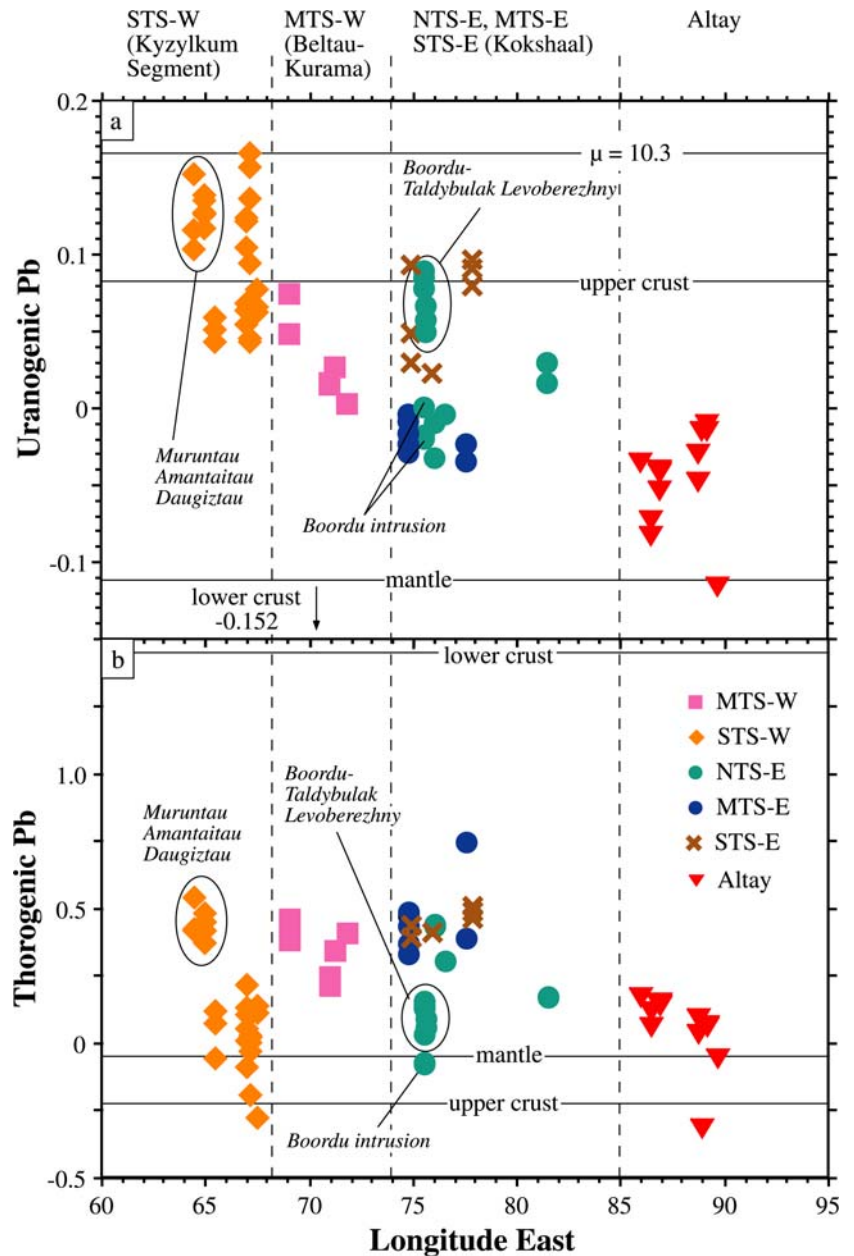 STS-W
(Kyzylkum
Segment)
MTS-W
(Beltau-
Kurama)
NTS-E, MTS-E
STS-E (Kokshaal)
Altay
a
0.2
0.1
0
-0.1
Uranogenic Pb
μ = 10.3
Boordu-
Taldybulak Levoberezhny
upper crust
Muruntau
Amantaitau
Daugiztau
Boordu intrusion
mantle
lower crust
-0.152
b
lower crust
1.0
0.5
0
-0.5
Thorogenic Pb
Boordu-
Taldybulak
Levoberezhny
Muruntau
Amantaitau
Daugiztau
MTS-W
STS-W
NTS-E
MTS-E
STS-E
Altay
mantle
upper crust
Boordu intrusion
60 65 70 75 80 85 90 95
Longitude East